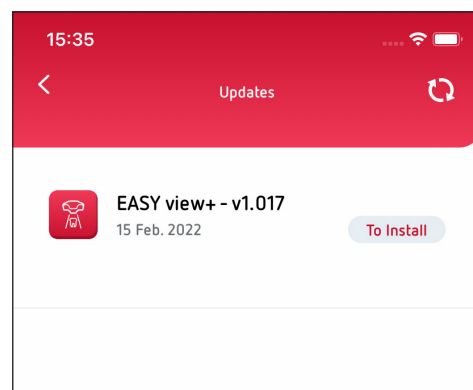 15:35
Updates
EASY view+ - v1.017
15 Feb. 2022
To Install